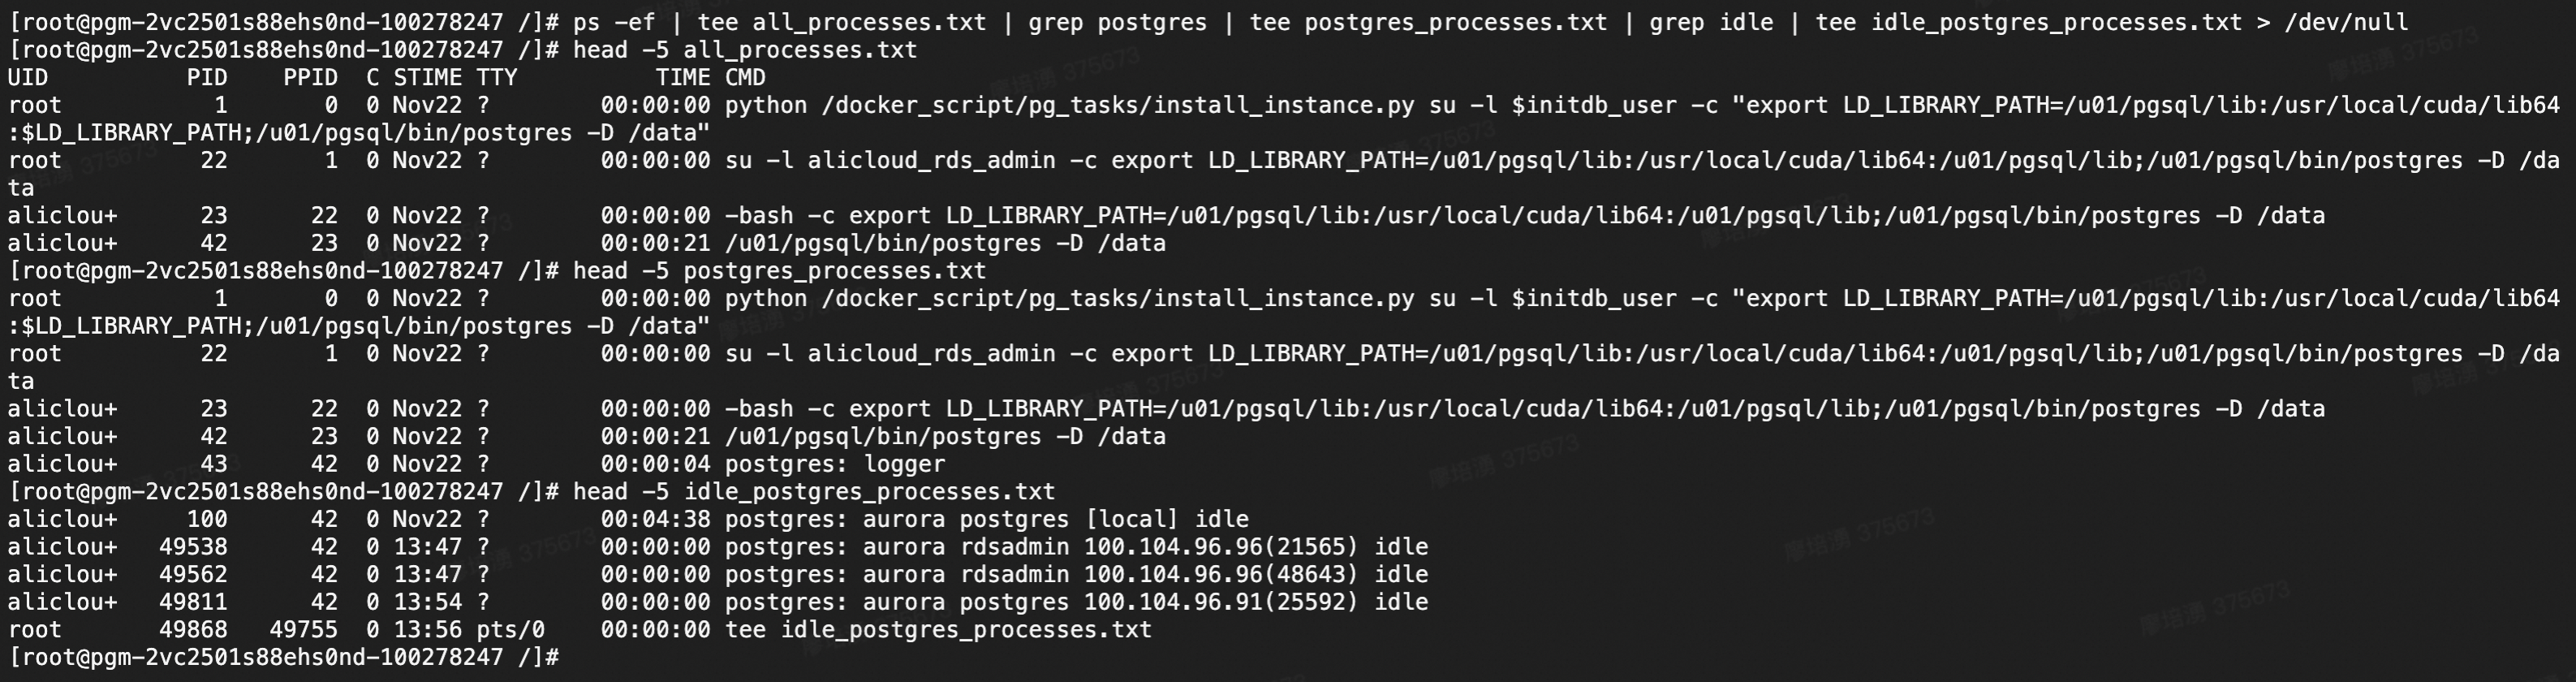 [root@pgm-2vc2501s88ehs0nd-100278247 /]# ps -ef | tee all_processes.txt | grep postgres | tee postgres_processes.txt | grep idle | tee idle_postgres_processes.txt > /dev/null
[root@pgm-2vc2501s88ehs0nd-100278247 /]# head -5 all_processes.txt
UID          PID    PPID  C STIME TTY          TIME CMD
root           1       0  0 Nov22 ?        00:00:00 python /docker_script/pg_tasks/install_instance.py su -l $initdb_user -c "export LD_LIBRARY_PATH=/u01/pgsql/lib:/usr/local/cuda/lib64
:$LD_LIBRARY_PATH;/u01/pgsql/bin/postgres -D /data"
root          22       1  0 Nov22 ?        00:00:00 su -l alicloud_rds_admin -c export LD_LIBRARY_PATH=/u01/pgsql/lib:/usr/local/cuda/lib64:/u01/pgsql/lib;/u01/pgsql/bin/postgres -D /da
ta
aliclou+      23      22  0 Nov22 ?        00:00:00 -bash -c export LD_LIBRARY_PATH=/u01/pgsql/lib:/usr/local/cuda/lib64:/u01/pgsql/lib;/u01/pgsql/bin/postgres -D /data
aliclou+      42      23  0 Nov22 ?        00:00:21 /u01/pgsql/bin/postgres -D /data
[root@pgm-2vc2501s88ehs0nd-100278247 /]# head -5 postgres_processes.txt
root           1       0  0 Nov22 ?        00:00:00 python /docker_script/pg_tasks/install_instance.py su -l $initdb_user -c "export LD_LIBRARY_PATH=/u01/pgsql/lib:/usr/local/cuda/lib64
:$LD_LIBRARY_PATH;/u01/pgsql/bin/postgres -D /data"
root          22       1  0 Nov22 ?        00:00:00 su -l alicloud_rds_admin -c export LD_LIBRARY_PATH=/u01/pgsql/lib:/usr/local/cuda/lib64:/u01/pgsql/lib;/u01/pgsql/bin/postgres -D /da
ta
aliclou+      23      22  0 Nov22 ?        00:00:00 -bash -c export LD_LIBRARY_PATH=/u01/pgsql/lib:/usr/local/cuda/lib64:/u01/pgsql/lib;/u01/pgsql/bin/postgres -D /data
aliclou+      42      23  0 Nov22 ?        00:00:21 /u01/pgsql/bin/postgres -D /data
aliclou+      43      42  0 Nov22 ?        00:00:04 postgres: logger
[root@pgm-2vc2501s88ehs0nd-100278247 /]# head -5 idle_postgres_processes.txt
aliclou+     100      42  0 Nov22 ?        00:04:38 postgres: aurora postgres [local] idle
aliclou+   49538      42  0 13:47 ?        00:00:00 postgres: aurora rdsadmin 100.104.96.96(21565) idle
aliclou+   49562      42  0 13:47 ?        00:00:00 postgres: aurora rdsadmin 100.104.96.96(48643) idle
aliclou+   49811      42  0 13:54 ?        00:00:00 postgres: aurora postgres 100.104.96.91(25592) idle
root       49868   49755  0 13:56 pts/0    00:00:00 tee idle_postgres_processes.txt
[root@pgm-2vc2501s88ehs0nd-100278247 /]#
廖培湧 375673